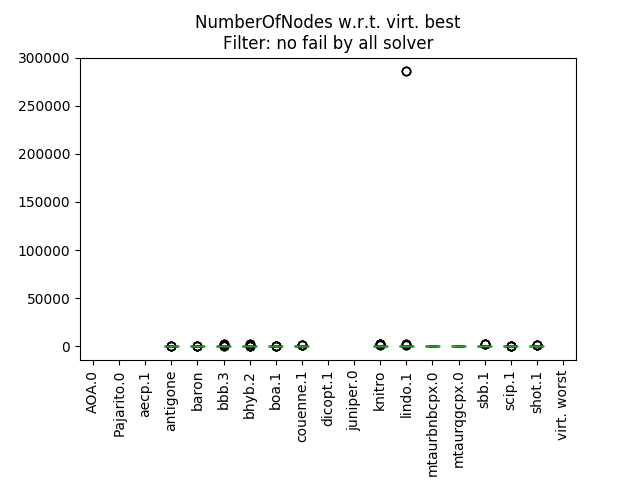 NumberOfNodes w.r.t. virt. best
Filter: no fail by all solver
300000
250000
200000
150000
100000
50000
0
AOA.0
Pajarito.0
aecp.1
antigone
baron
bbb.3
bhyb.2
boa.1
couenne.1
dicopt.1
juniper.0
knitro
lindo.1
mtaurbnbcpx.0
mtaurqgcpx.0
sbb.1
scip.1
shot.1
virt. worst